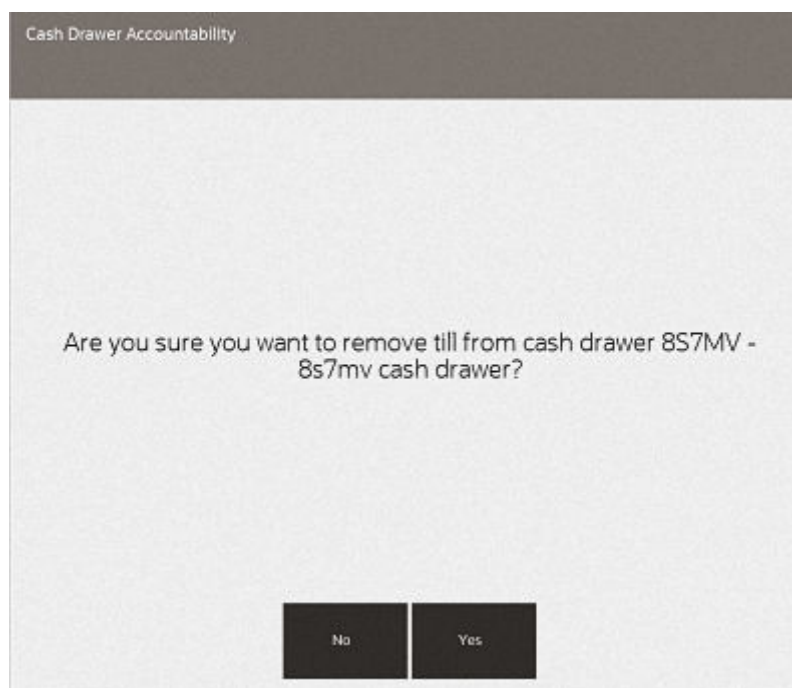 Cash Drawer Accountability
Are you sure you want to remove till from cash drawer 8S7MV -
8s7mv cash drawer?
No
Yes